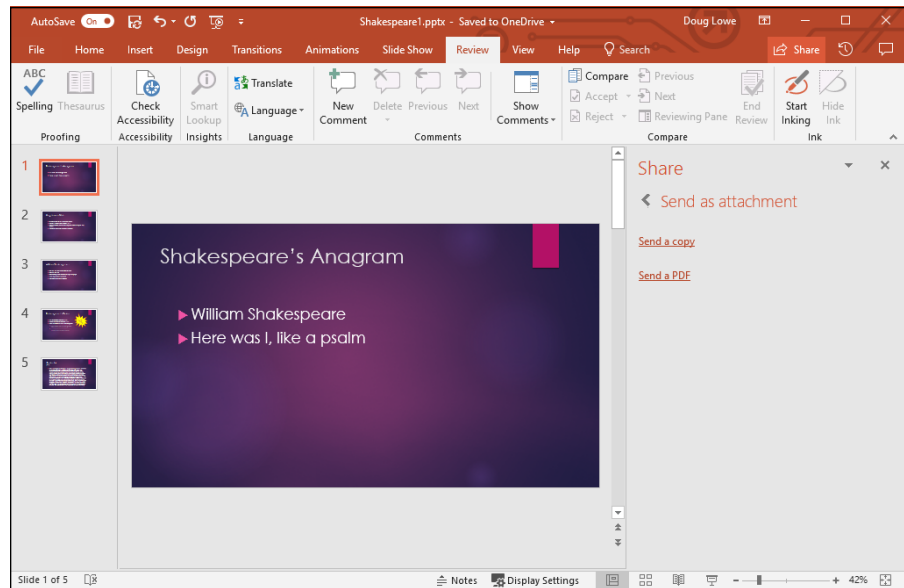 AutoSave On Shakespeare1.pptx - Saved to OneDrive Doug Lowe
File Home Insert Design Transitions Animations Slide Show Review View Help Search Share
ABC
Spelling Thesaurus Check Accessibility Smart Lookup Translate Language New Comment Delete Previous Next Show Comments Compare Accept Reject Previous Next Reviewing Pane End Review Start Inking Hide Ink
Proofing Accessibility Insights Language Comments Compare Ink
1
2
3
4
5
Shakespeare's Anagram
William Shakespeare
Here was I, like a psalm
Share
Send as attachment
Send a copy
Send a PDF
Slide 1 of 5 Notes Display Settings 42%